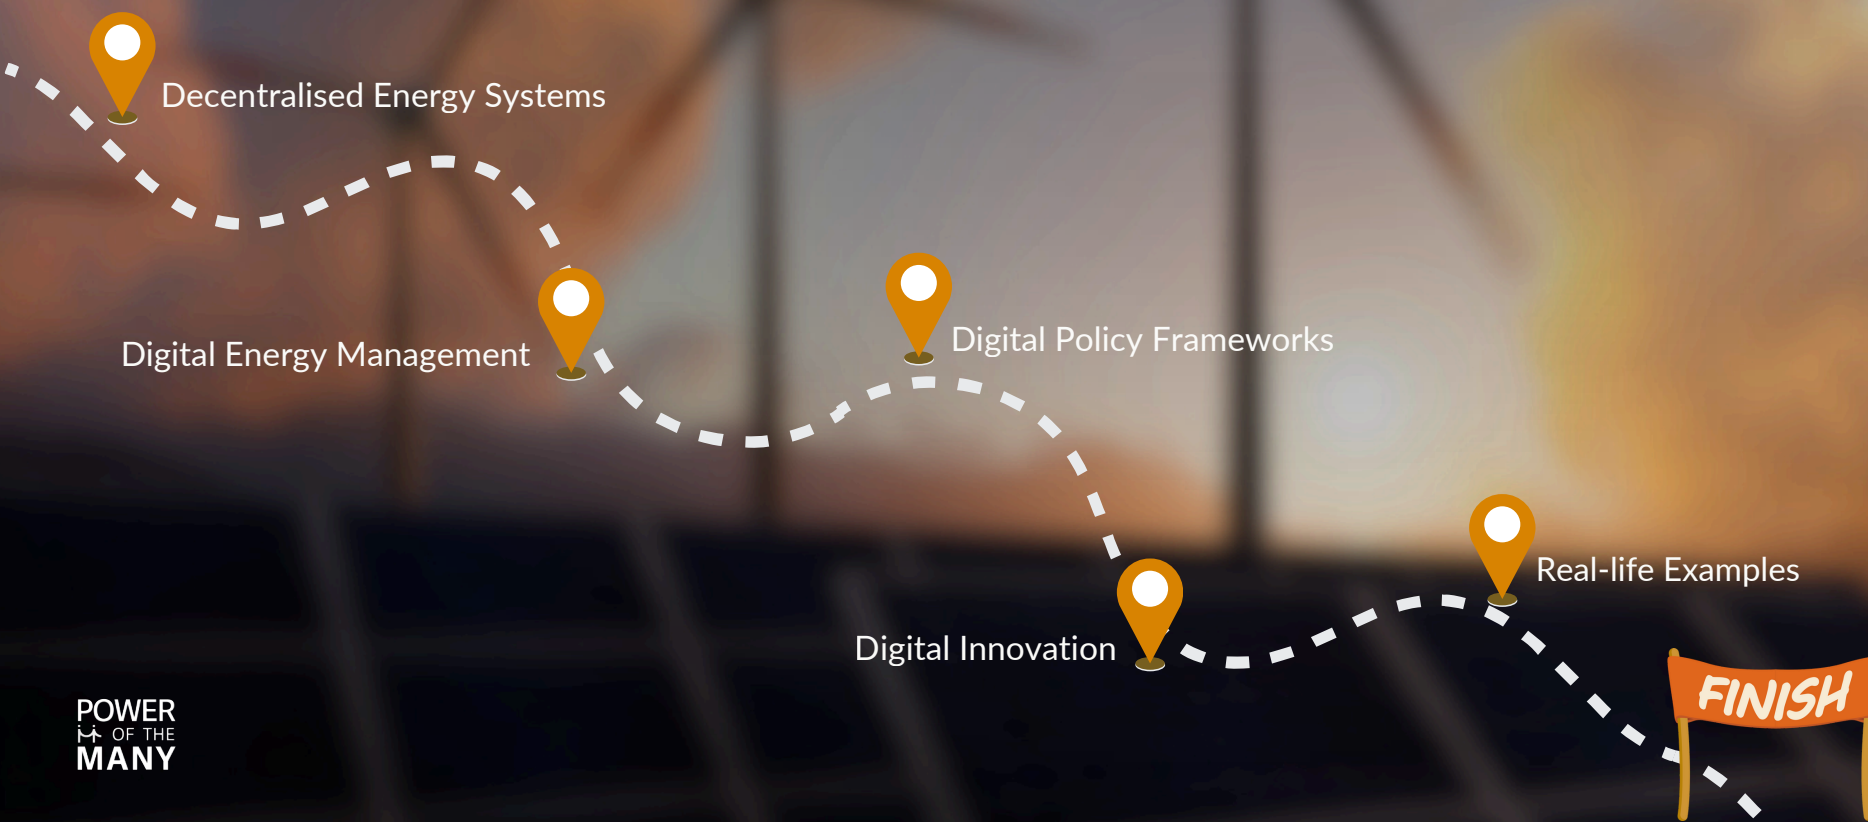 Decentralised Energy Systems
Digital Energy Management
Digital Policy Frameworks
Digital Innovation
Real-life Examples
FINISH
POWER
OF THE
MANY